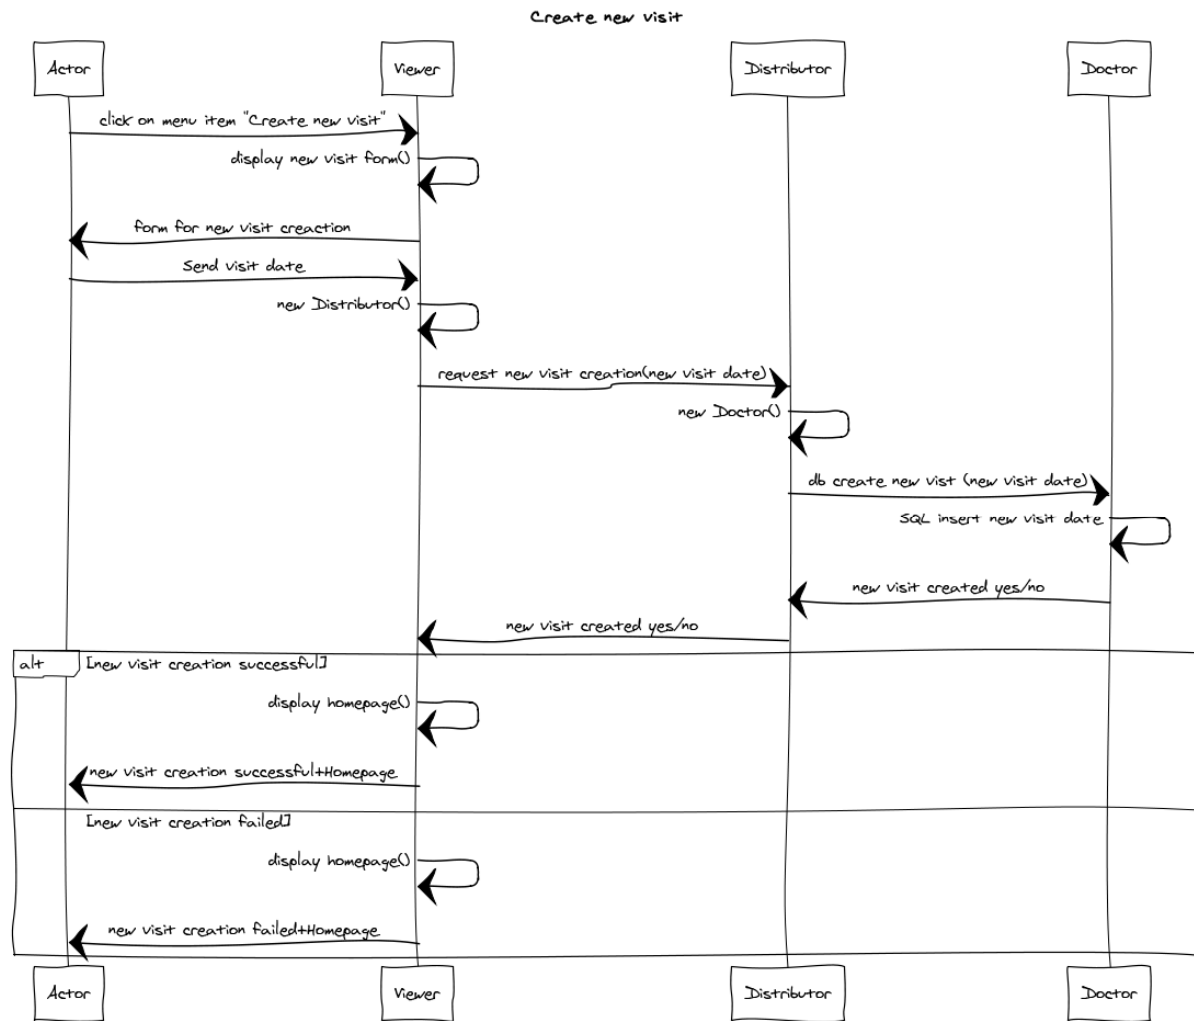 Create new visit
Actor
Viewer
Distributor
Doctor
click on menu item "Create new visit"
display new visit form()
form for new visit creaction
Send visit date
new Distributor()
request new visit creation(new visit date)
new Doctor()
db create new vist (new visit date)
SQL insert new visit date
new visit created yes/no
new visit created yes/no
alt
[new visit creation successful]
display homepage()
new visit creation successful+Homepage
[new visit creation failed]
display homepage()
new visit creation failed+Homepage
Actor
Viewer
Distributor
Doctor